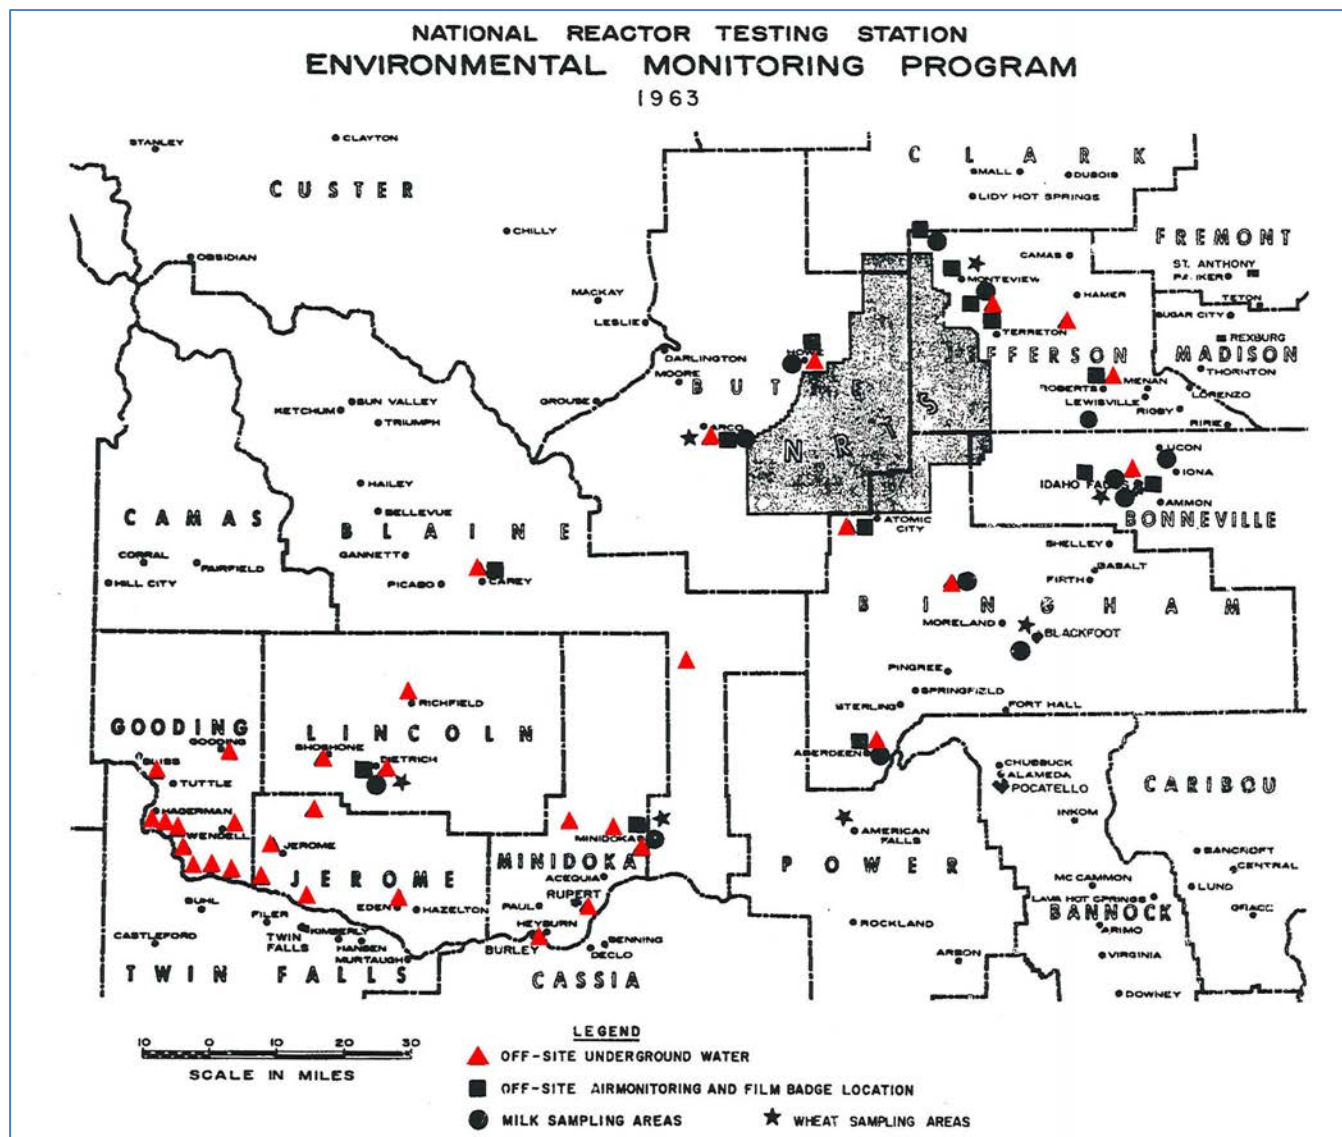 NATIONAL REACTOR TESTING STATION
ENVIRONMENTAL MONITORING PROGRAM
1963
STANLEY
CLAYTON
CUSTER
CLARK
SMALL
DUBOIS
LIDY HOT SPRINGS
CHILLY
OBSIDIAN
FREMONT
ST. ANTHONY
PARKER
CAMAS
MONTEVIEW
MACKAY
HAMER
TETON
SUGAR CITY
LESLIE
TERRETON
REXBURG
HOWE
JEFFERSON
MADISON
DARLINGTON
MOORE
THORNTON
BUTTE
ROBERTS
MENAN
LORENZO
LEWISVILLE
RIGBY
KETCHUM
SUN VALLEY
GROUSE
TRIUMPH
RIRIE
ARCO
NRTS
UCON
IONA
IDAHO FALLS
HAILEY
AMMON
BELLEVUE
ATOMIC
CITY
BONNEVILLE
CAMAS
BLAINE
SHELLEY
GANNETT
CORRAL
FAIRFIELD
BASALT
HILL CITY
PICABO
CAREY
FIRTH
BINGHAM
MORELAND
BLACKFOOT
PINGREE
SPRINGFIELD
RICHFIELD
STERLING
FORT HALL
GOODING
LINCOLN
GOODING
SHOSHONE
BLISS
DIETRICH
ABERDEEN
CHUBBUCK
ALAMEDA
POCATELLO
CARIBOU
TUTTLE
HAGERMAN
INKOM
WENDELL
MINIDOKA
AMERICAN
FALLS
JEROME
MINIDOKA
POWER
BANCROFT
CENTRAL
JEROME
ACEQUIA
MC CAMMON
LUND
BUHL
EDEN
HAZELTON
PAUL
RUPERT
LAVA HOT SPRINGS
GRACE
BANNOCK
FILER
HEYBURN
ROCKLAND
ARIMO
TWIN
FALLS
KIMBERLY
CASTLEFORD
HANSEN
BURLEY
DECLO
MURTAUGH
ARBON
VIRGINIA
TWIN FALLS
CASSIA
DOWNEY
10 0 10 20 30
SCALE IN MILES
LEGEND
OFF-SITE UNDERGROUND WATER
OFF-SITE AIRMONITORING AND FILM BADGE LOCATION
MILK SAMPLING AREAS
WHEAT SAMPLING AREAS